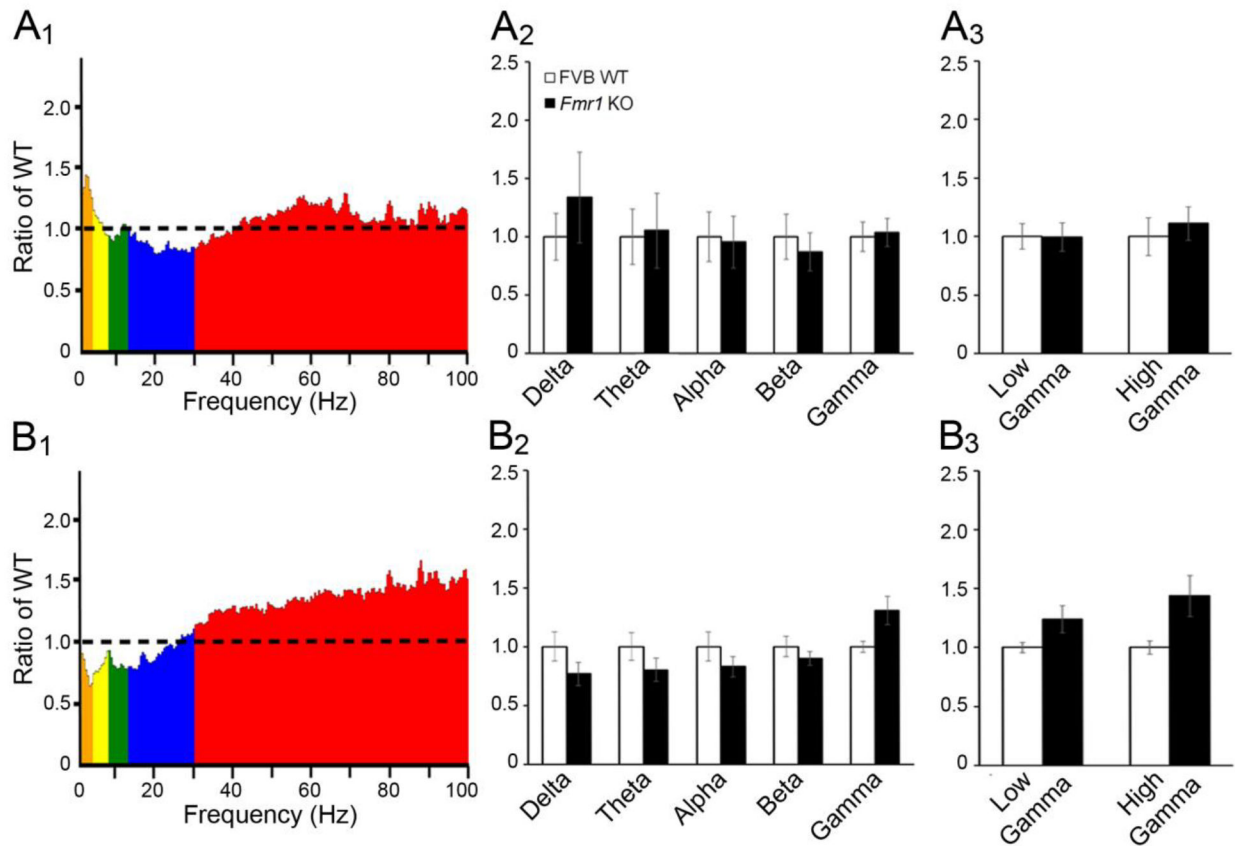 A1
Ratio of WT
2.0
1.5
1.0
0.5
0
0 20 40 60 80 100
Frequency (Hz)
A2
2.5
2.0
1.5
1.0
0.5
0
FVB WT
Fmr1 KO
Delta
Theta
Alpha
Beta
Gamma
A3
2.5
2.0
1.5
1.0
0.5
0
Low
Gamma
High
Gamma
B1
Ratio of WT
2.0
1.5
1.0
0.5
0
0 20 40 60 80 100
Frequency (Hz)
B2
2.5
2.0
1.5
1.0
0.5
0
Delta
Theta
Alpha
Beta
Gamma
B3
2.5
2.0
1.5
1.0
0.5
0
Low
Gamma
High
Gamma